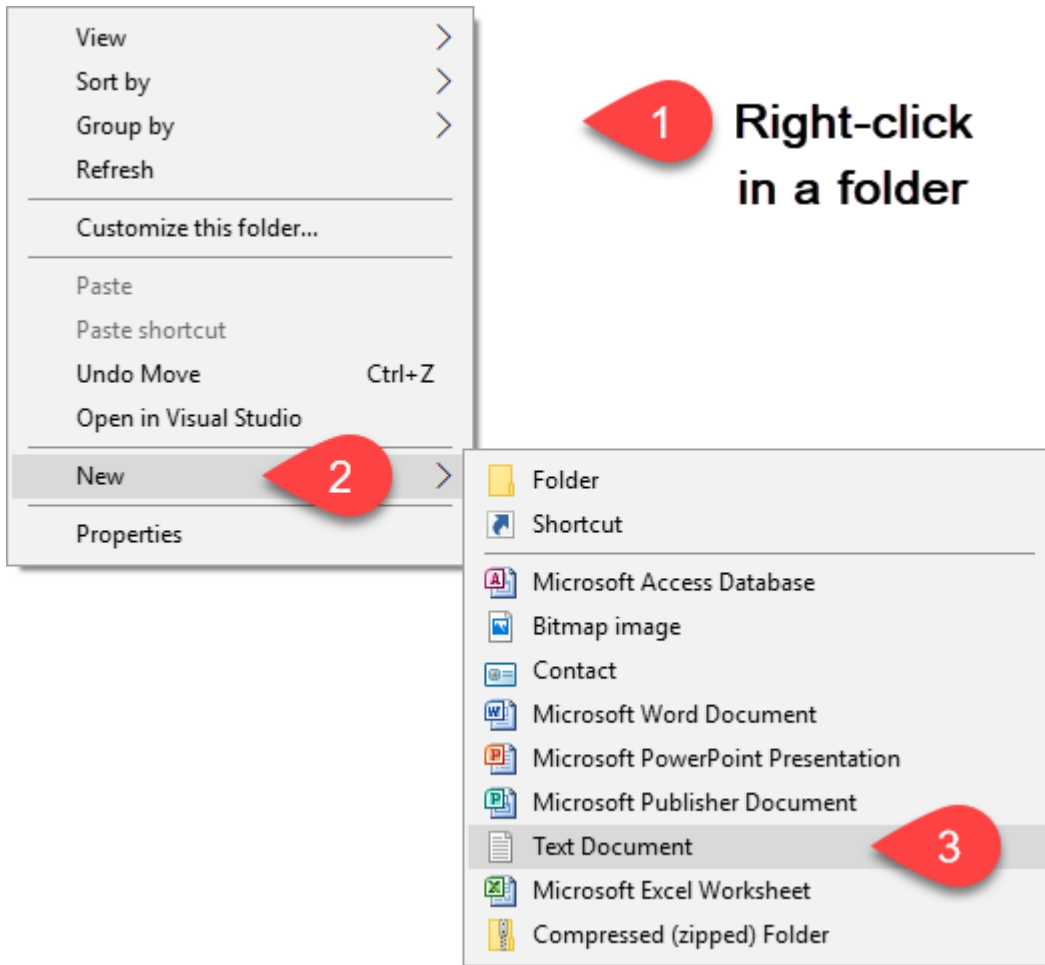 View
Sort by
Group by
Refresh
Customize this folder...
Paste
Paste shortcut
Undo Move Ctrl+Z
Open in Visual Studio
New
Properties
1
Right-click
in a folder
2
Folder
Shortcut
Microsoft Access Database
Bitmap image
Contact
Microsoft Word Document
Microsoft PowerPoint Presentation
Microsoft Publisher Document
Text Document
Microsoft Excel Worksheet
Compressed (zipped) Folder
3